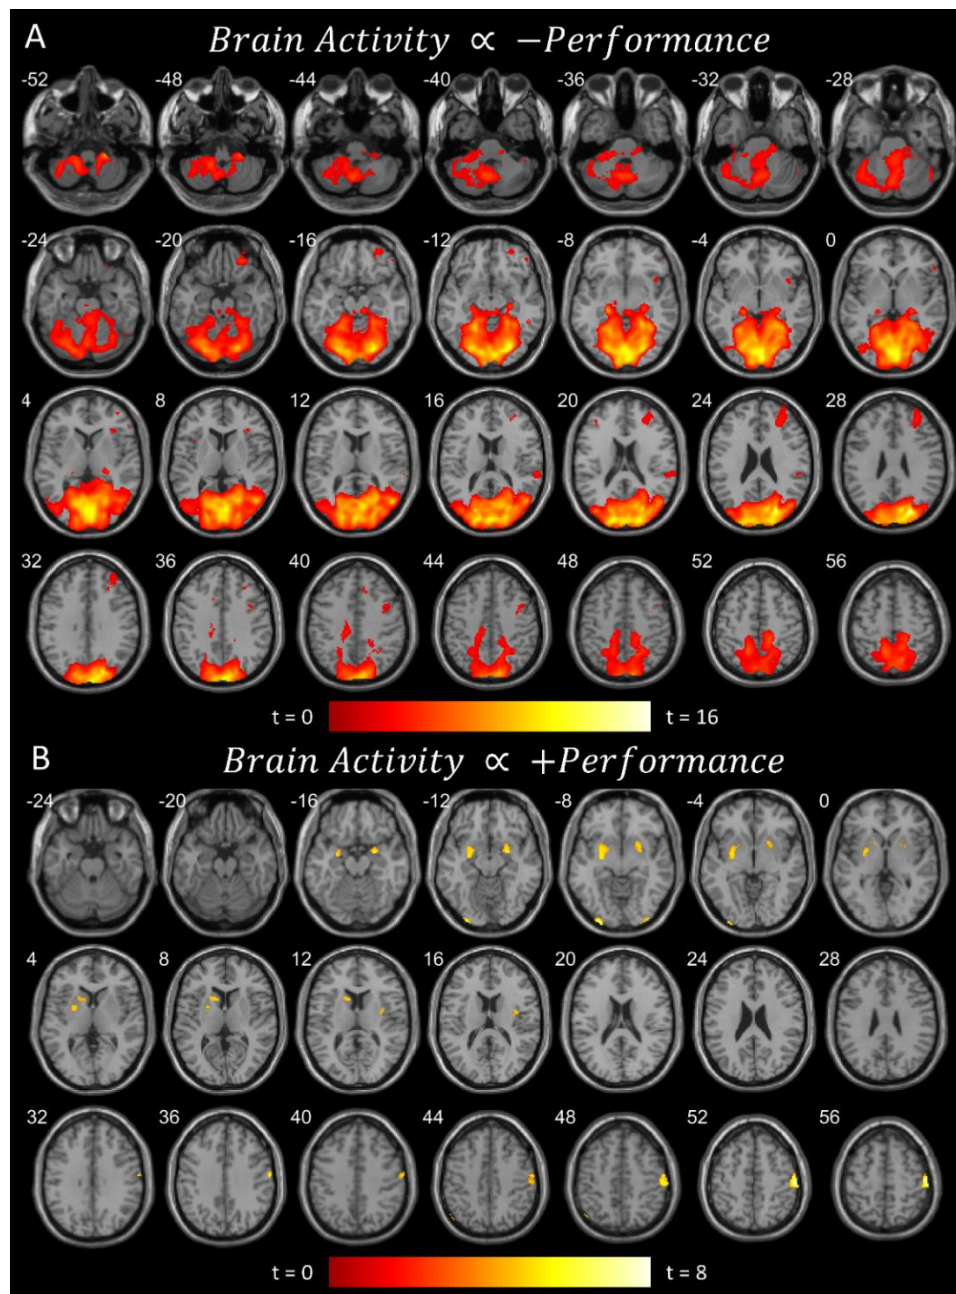 A
Brain Activity ∝ −Performance
-52 -48 -44 -40 -36 -32 -28
-24 -20 -16 -12 -8 -4 0
4 8 12 16 20 24 28
32 36 40 44 48 52 56
t = 0 t = 16
B
Brain Activity ∝ +Performance
-24 -20 -16 -12 -8 -4 0
4 8 12 16 20 24 28
32 36 40 44 48 52 56
t = 0 t = 8